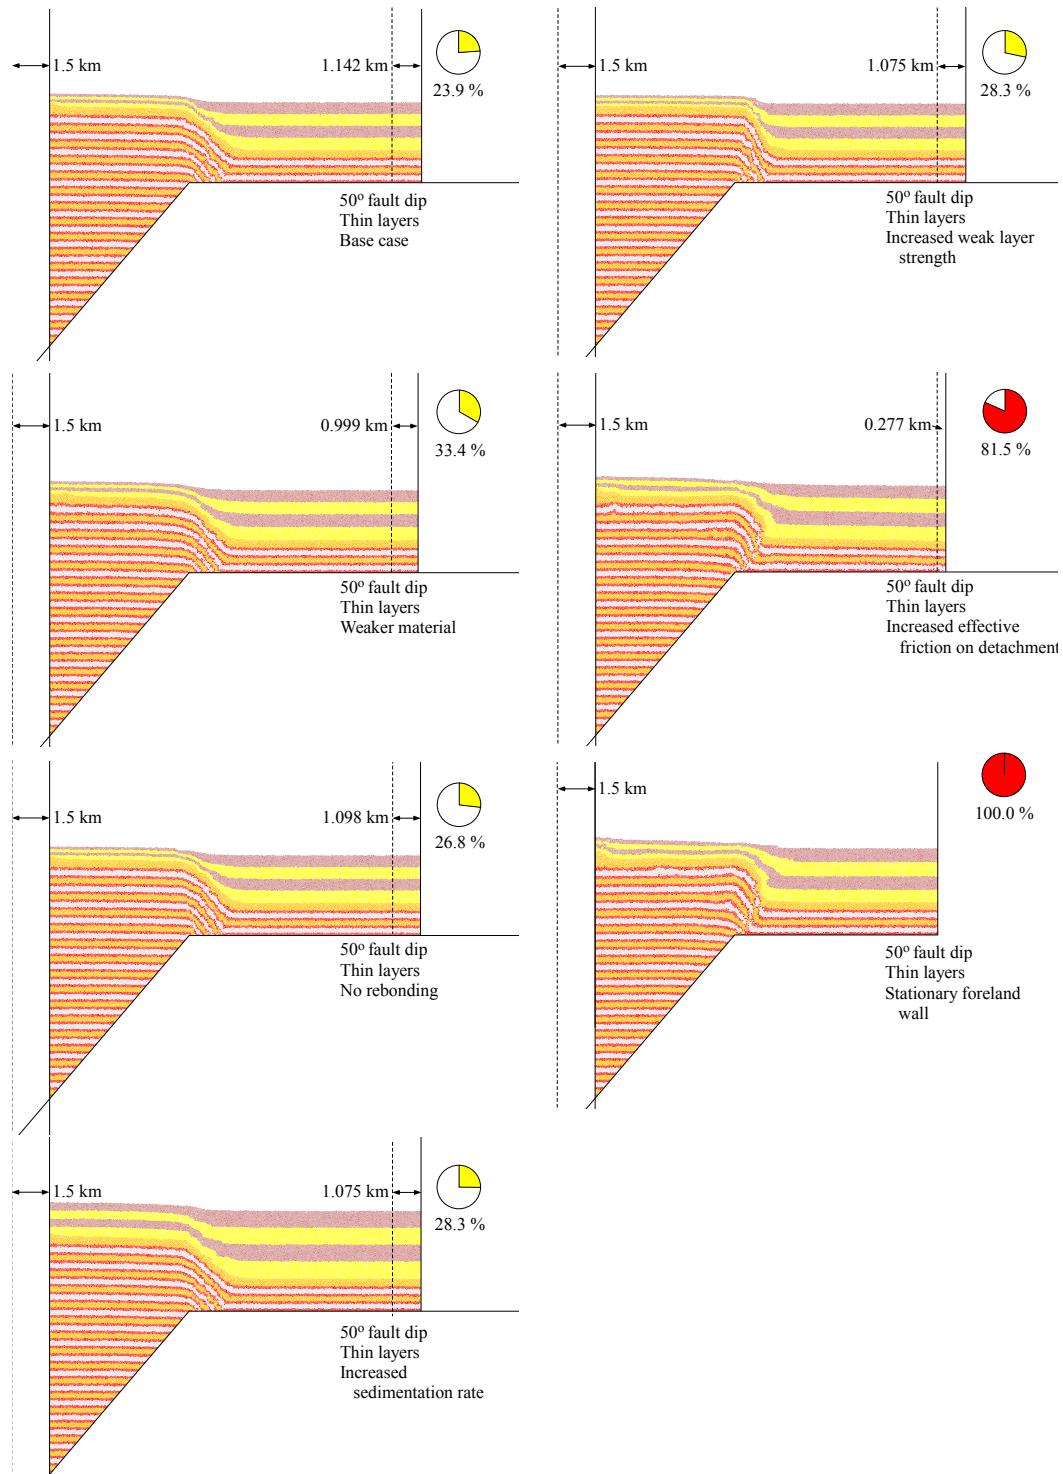 1.5 km
1.142 km
23.9 %
50º fault dip
Thin layers
Base case
1.5 km
1.075 km
28.3 %
50º fault dip
Thin layers
Increased weak layer
strength
1.5 km
0.999 km
33.4 %
50º fault dip
Thin layers
Weaker material
1.5 km
0.277 km
81.5 %
50º fault dip
Thin layers
Increased effective
friction on detachment
1.5 km
1.098 km
26.8 %
50º fault dip
Thin layers
No rebonding
1.5 km
100.0 %
50º fault dip
Thin layers
Stationary foreland
wall
1.5 km
1.075 km
28.3 %
50º fault dip
Thin layers
Increased
sedimentation rate